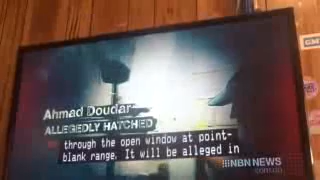 Ahmad Doudar
ALLEGEDLY HATCHED
through the open window at point-
blank range. It will be alleged in
NBN NEWS